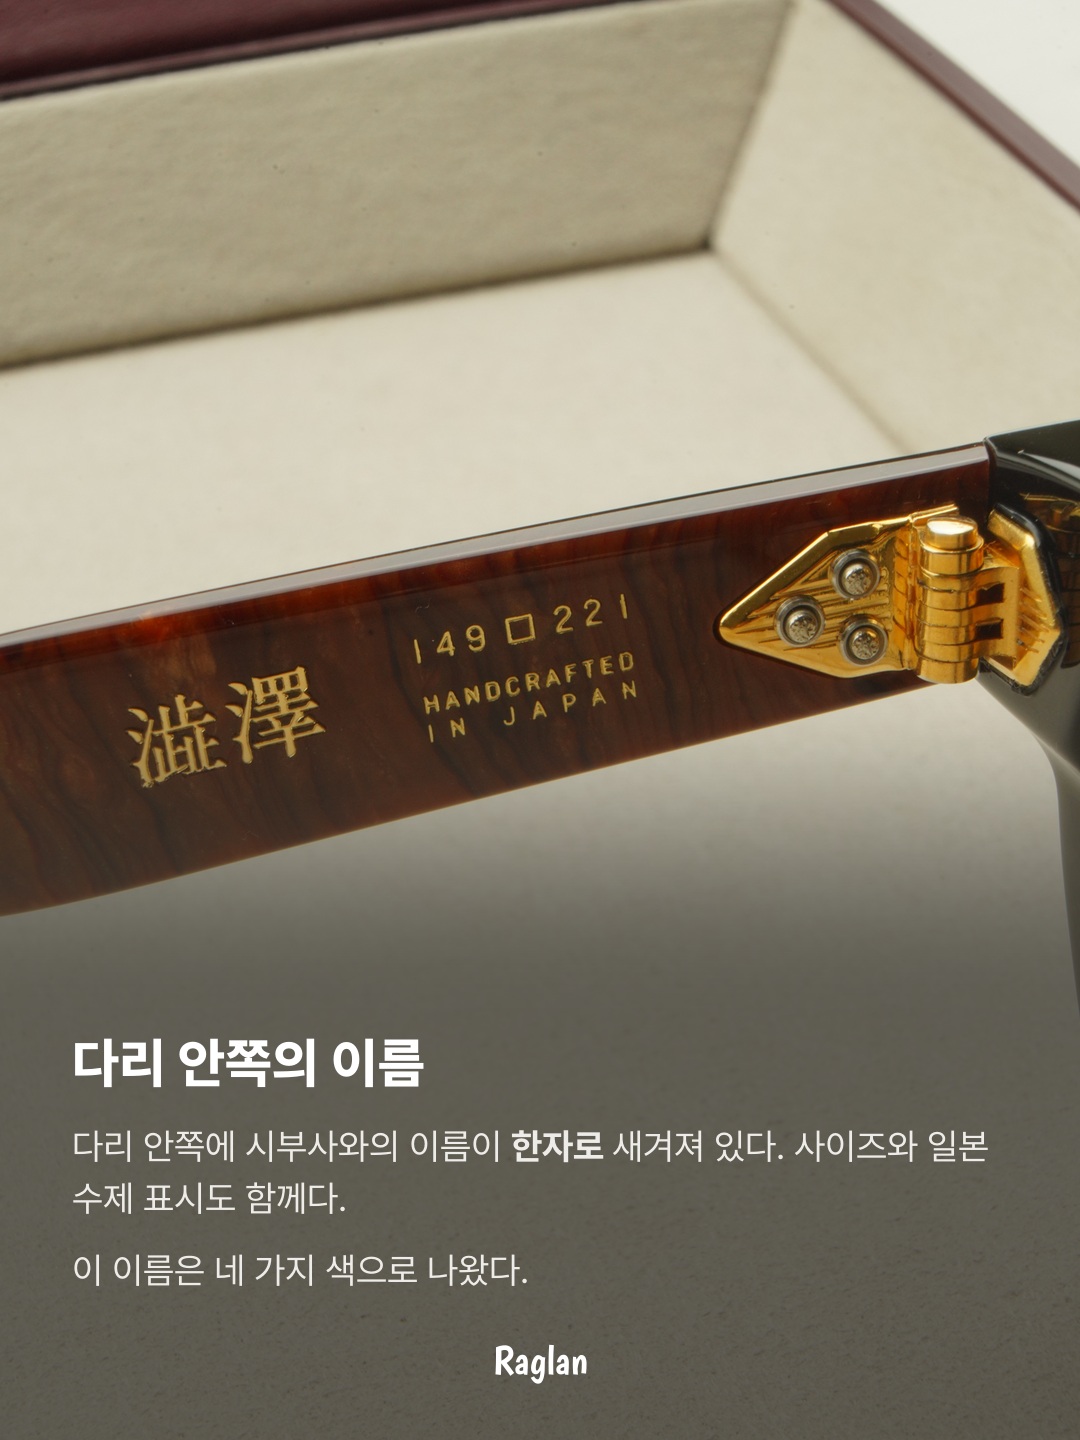 149□221
HANDCRAFTED
IN JAPAN
澁澤
다리 안쪽의 이름
다리 안쪽에 시부사와의 이름이 한자로 새겨져 있다. 사이즈와 일본
수제 표시도 함께다.
이 이름은 네 가지 색으로 나왔다.
Raglan